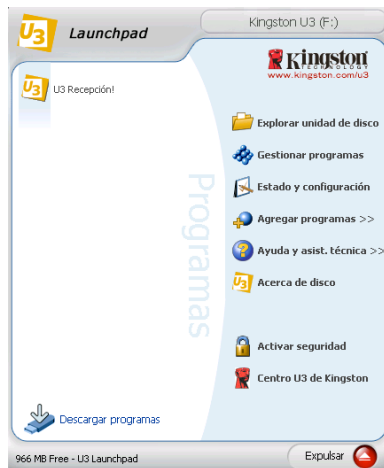 U3
Launchpad
Kingston U3 (F:)
Kingston
TECHNOLOGY
www.kingston.com/u3
U3
U3 Recepción!
Programas
Explorar unidad de disco
Gestionar programas
Estado y configuración
Agregar programas >>
? Ayuda y asist. técnica >>
U3 Acerca de disco
Activar seguridad
Centro U3 de Kingston
Descargar programas
966 MB Free - U3 Launchpad
Expulsar